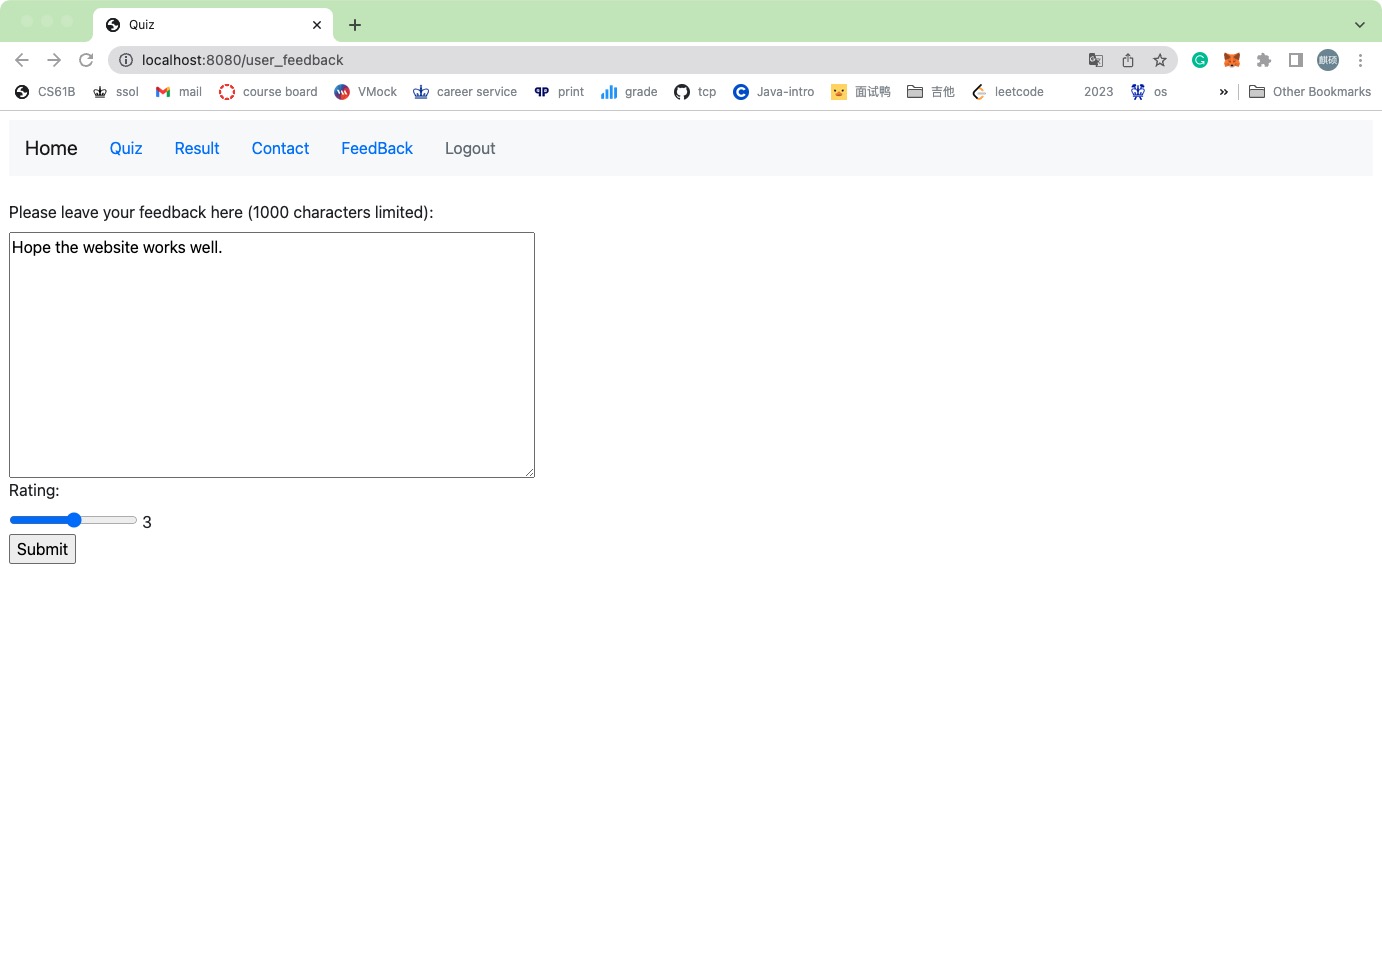 Quiz
localhost:8080/user_feedback
麒硕
CS61B ssol mail course board VMock career service print grade tcp Java-intro 面试鸭 吉他 leetcode 2023 os » Other Bookmarks
Home Quiz Result Contact FeedBack Logout
Please leave your feedback here (1000 characters limited):
Hope the website works well.
Rating:
3
Submit